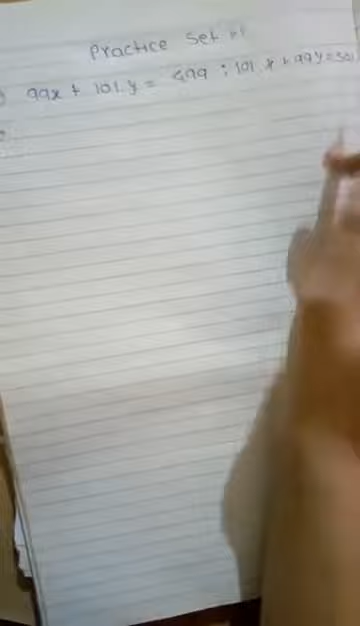 Practice Set
99x + 101y = 499 ; 101x + 99y = 501